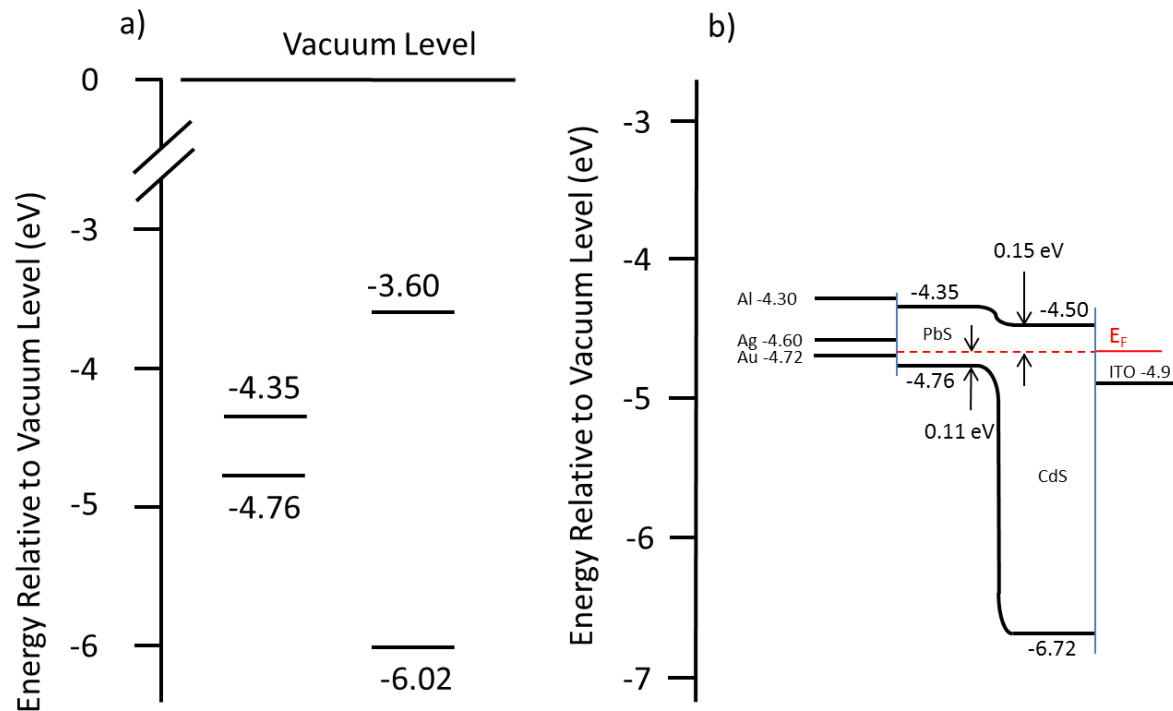 a)
Vacuum Level
Energy Relative to Vacuum Level (eV)
0
-3
-4
-5
-6
-3.60
-4.35
-4.76
-6.02
b)
Energy Relative to Vacuum Level (eV)
-3
-4
-5
-6
-7
0.15 eV
Al -4.30
-4.35
-4.50
PbS
Ag -4.60
EF
Au -4.72
-4.76
ITO -4.9
0.11 eV
CdS
-6.72